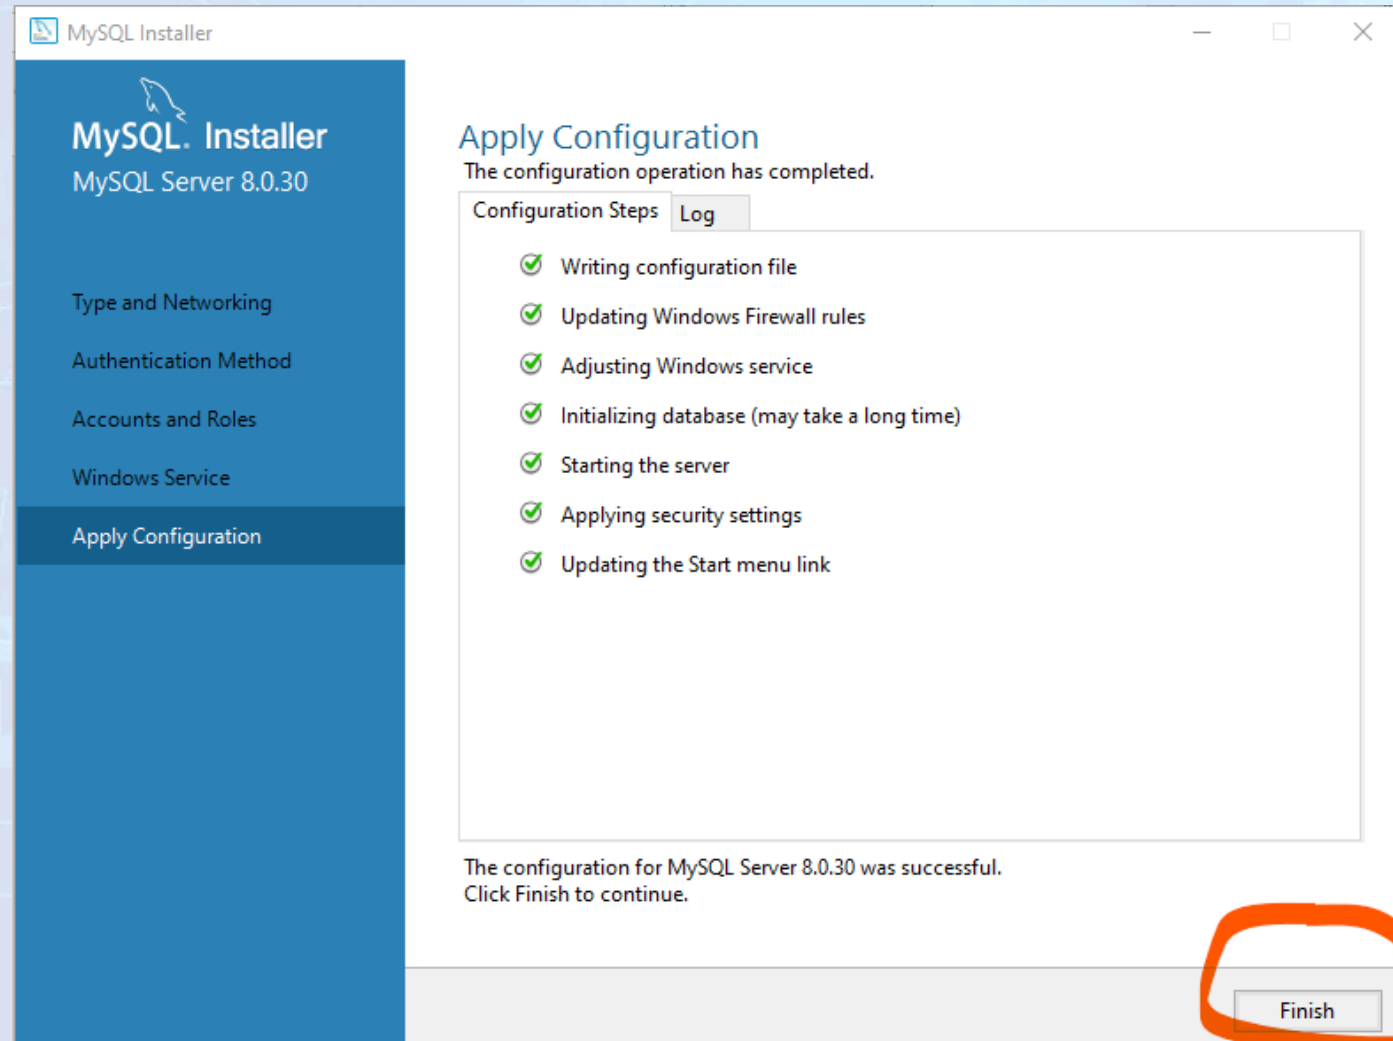 MySQL Installer
MySQL. Installer
MySQL Server 8.0.30
Type and Networking
Authentication Method
Accounts and Roles
Windows Service
Apply Configuration
Apply Configuration
The configuration operation has completed.
Configuration Steps
Log
Writing configuration file
Updating Windows Firewall rules
Adjusting Windows service
Initializing database (may take a long time)
Starting the server
Applying security settings
Updating the Start menu link
The configuration for MySQL Server 8.0.30 was successful.
Click Finish to continue.
Finish